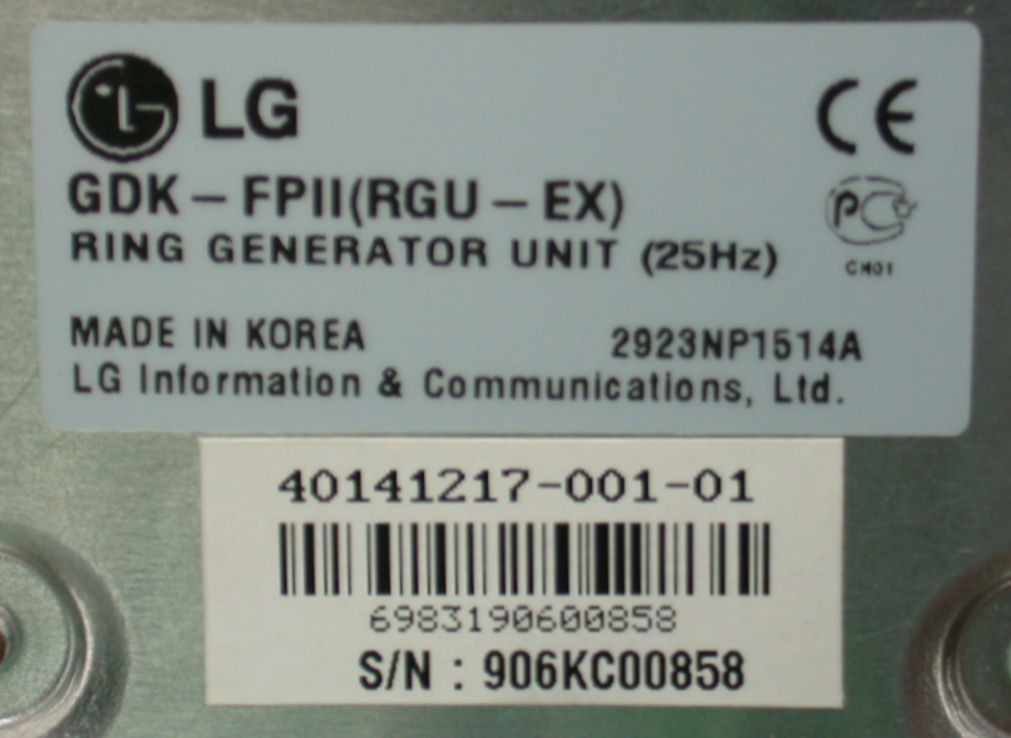 LG
CE
GDK – FPII(RGU – EX)
RING GENERATOR UNIT (25Hz)
MADE IN KOREA
2923NP1514A
LG Information & Communications, Ltd.
40141217-001-01
6983190600858
S/N : 906KC00858